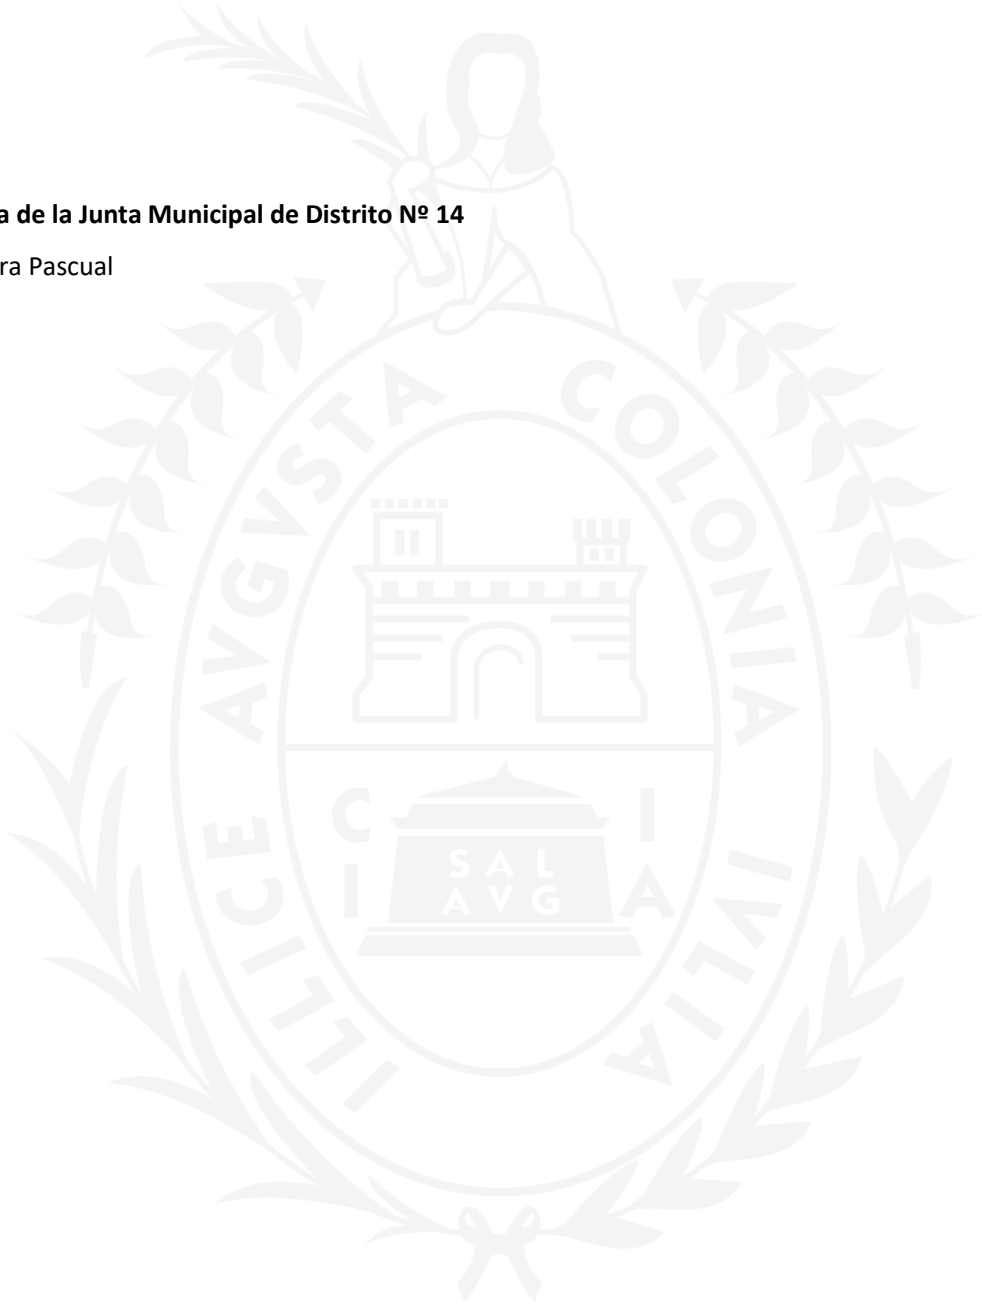 a de la Junta Municipal de Distrito Nº 14
ra Pascual
COLONIA IVLIA ILLICE AVGVSTA
C I
SAL
I A
AVG